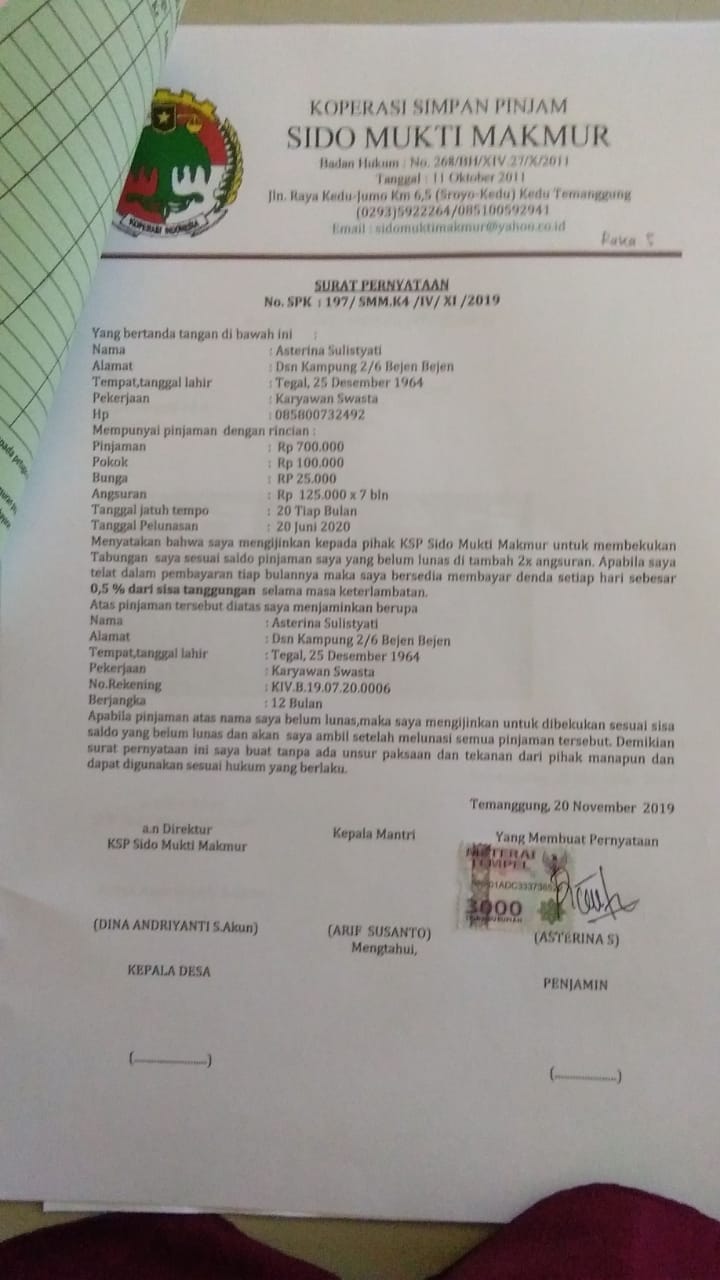 KOPERASI INDONESIA
KOPERASI SIMPAN PINJAM
SIDO MUKTI MAKMUR
Badan Hukum : No. 268/BH/XIV.27/X/2011
Tanggal : 11 Oktober 2011
Jln. Raya Kedu-Jumo Km 6,5 (Sroyo-Kedu) Kedu Temanggung
(0293)5922264/085100592941
Email : sidomuktimakmur@yahoo.co.id
SURAT PERNYATAAN
No. SPK : 197/ SMM.K4 /IV/ XI /2019
Yang bertanda tangan di bawah ini :
Nama : Asterina Sulistyati
Alamat : Dsn Kampung 2/6 Bejen Bejen
Tempat,tanggal lahir : Tegal, 25 Desember 1964
Pekerjaan : Karyawan Swasta
Hp : 085800732492
Mempunyai pinjaman dengan rincian :
Pinjaman : Rp 700.000
Pokok : Rp 100.000
Bunga : RP 25.000
Angsuran : Rp 125.000 x 7 bln
Tanggal jatuh tempo : 20 Tiap Bulan
Tanggal Pelunasan : 20 Juni 2020
Menyatakan bahwa saya mengijinkan kepada pihak KSP Sido Mukti Makmur untuk membekukan
Tabungan saya sesuai saldo pinjaman saya yang belum lunas di tambah 2x angsuran. Apabila saya
telat dalam pembayaran tiap bulannya maka saya bersedia membayar denda setiap hari sebesar
0,5 % dari sisa tanggungan selama masa keterlambatan.
Atas pinjaman tersebut diatas saya menjaminkan berupa
Nama : Asterina Sulistyati
Alamat : Dsn Kampung 2/6 Bejen Bejen
Tempat,tanggal lahir : Tegal, 25 Desember 1964
Pekerjaan : Karyawan Swasta
No.Rekening : KIV.B.19.07.20.0006
Berjangka : 12 Bulan
Apabila pinjaman atas nama saya belum lunas,maka saya mengijinkan untuk dibekukan sesuai sisa
saldo yang belum lunas dan akan saya ambil setelah melunasi semua pinjaman tersebut. Demikian
surat pernyataan ini saya buat tanpa ada unsur paksaan dan tekanan dari pihak manapun dan
dapat digunakan sesuai hukum yang berlaku.
Temanggung, 20 November 2019
a.n Direktur Kepala Mantri Yang Membuat Pernyataan
KSP Sido Mukti Makmur
METERAI
TEMPEL
3000
(DINA ANDRIYANTI S.Akun) (ARIF SUSANTO) (ASTERINA S)
Mengtahui,
KEPALA DESA PENJAMIN
(......................) (....................)